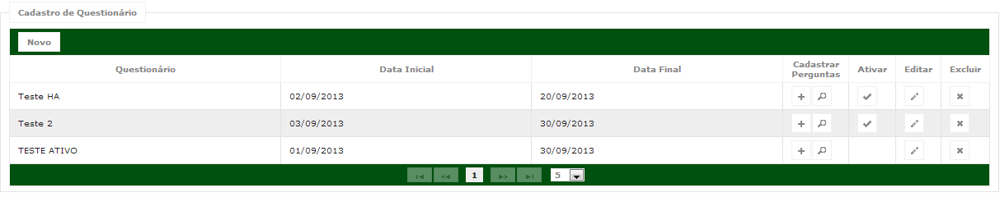 Cadastro de Questionário
Novo
Questionário Data Inicial Data Final Cadastrar Perguntas Ativar Editar Excluir
Teste HA 02/09/2013 20/09/2013
Teste 2 03/09/2013 30/09/2013
TESTE ATIVO 01/09/2013 30/09/2013
1 5